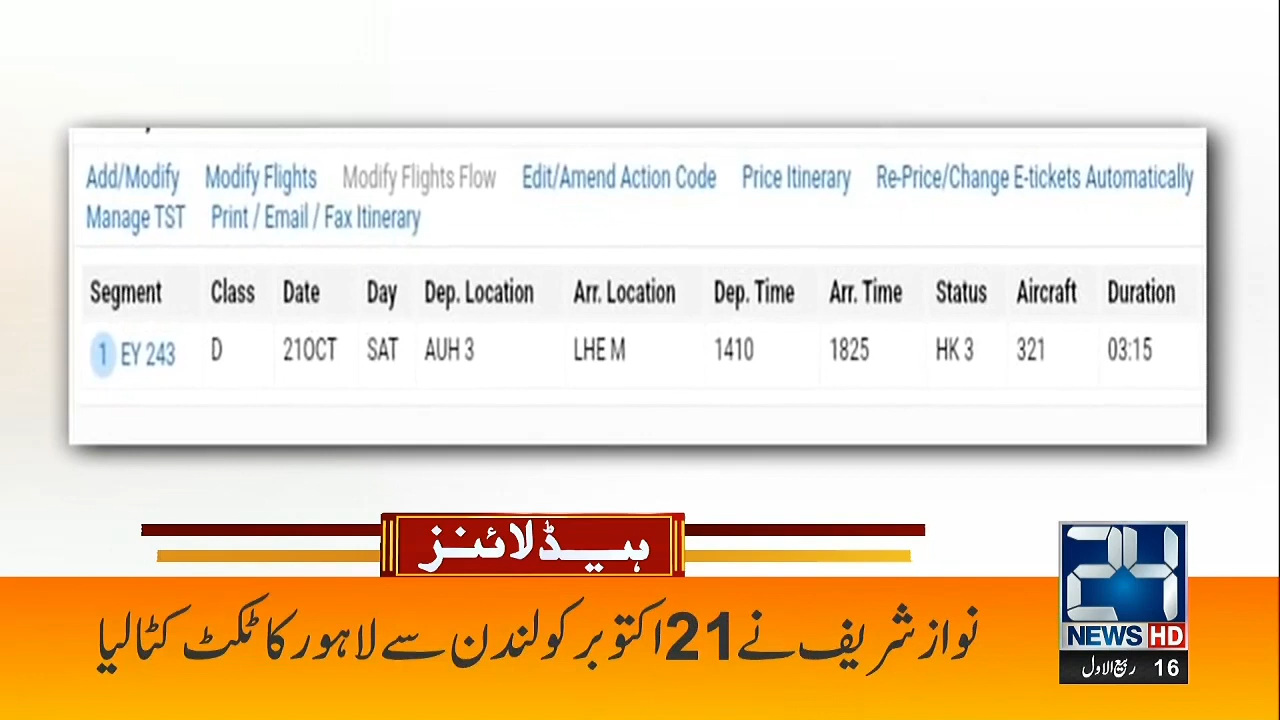 Add/Modify Modify Flights Modify Flights Flow Edit/Amend Action Code Price Itinerary Re-Price/Change E-tickets Automatically
Manage TST Print / Email / Fax Itinerary
Segment Class Date Day Dep. Location Arr. Location Dep. Time Arr. Time Status Aircraft Duration
1 EY 243 D 21OCT SAT AUH 3 LHE M 1410 1825 HK 3 321 03:15
ہیڈلائنز
نواز شریف نے 21 اکتوبر کو لندن سے لاہور کا ٹکٹ کٹا لیا
24
NEWS HD
16 ربیع الاول